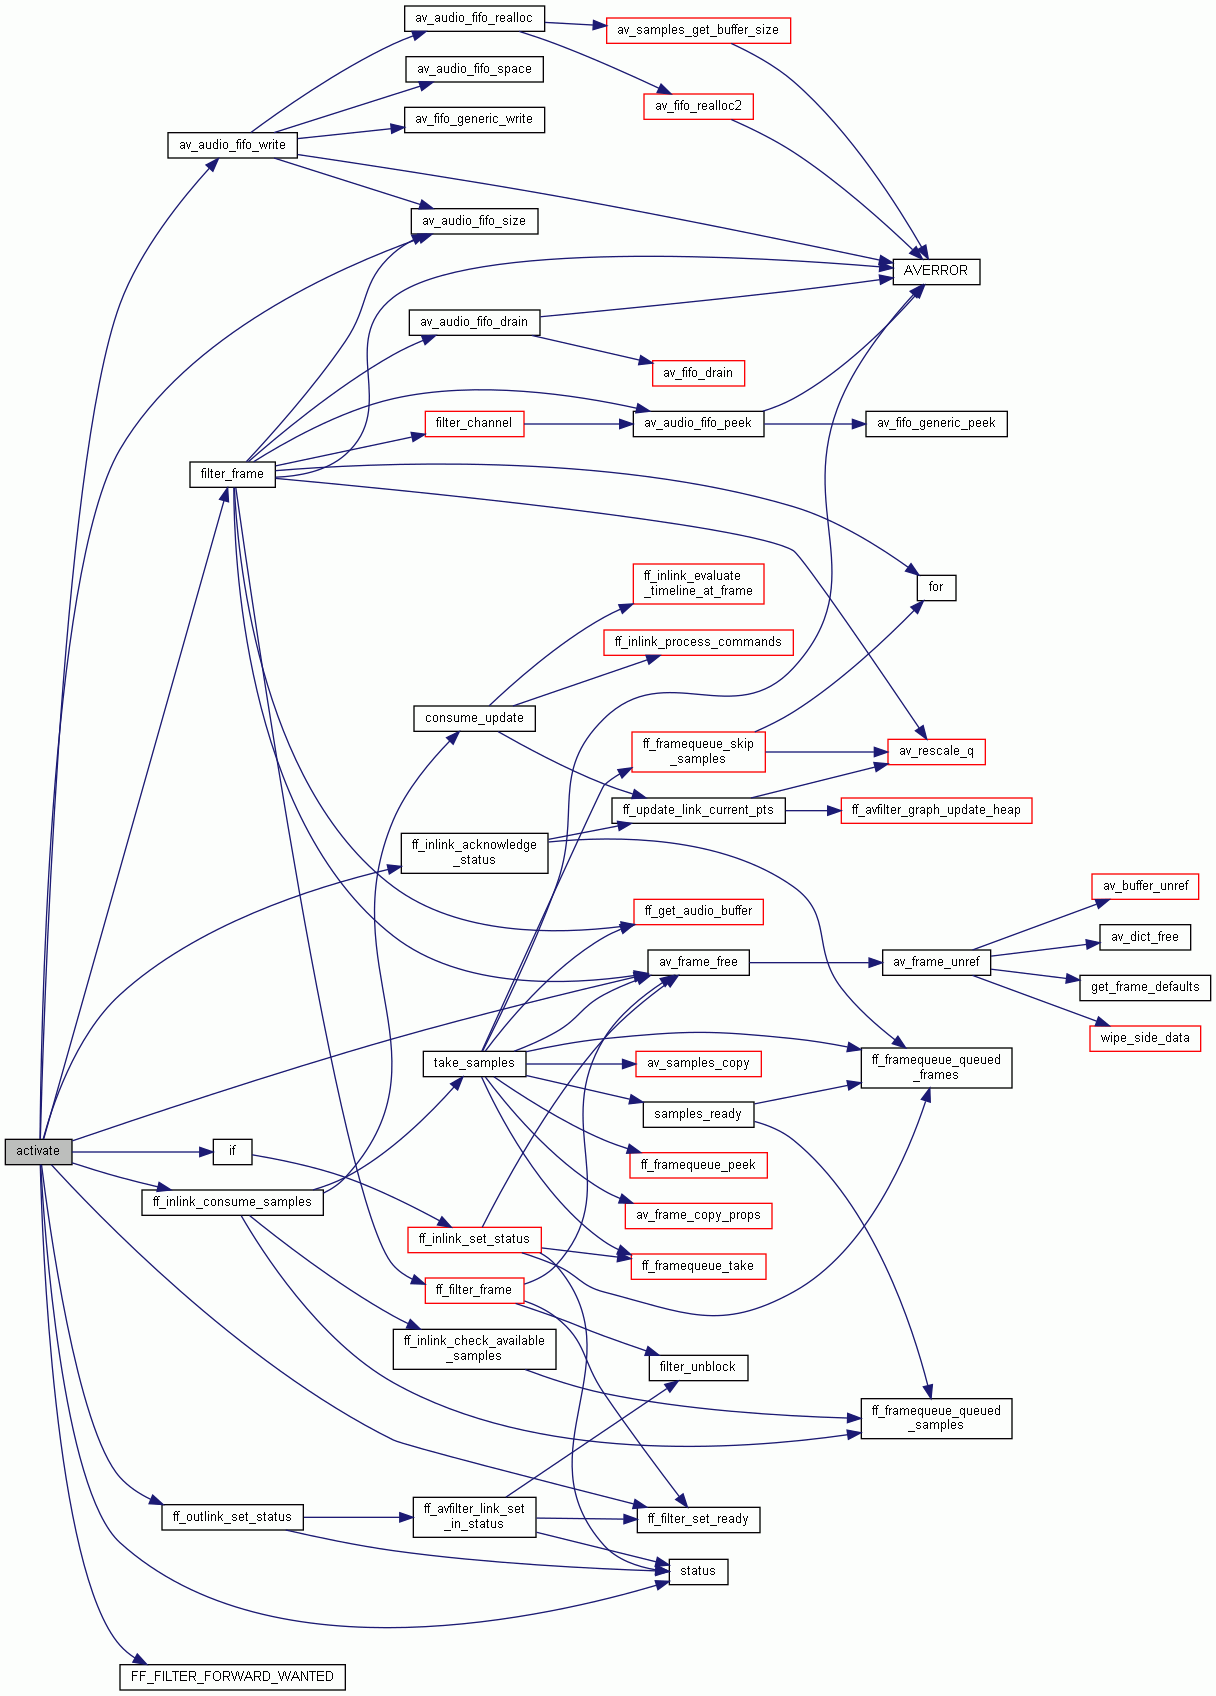 av_audio_fifo_realloc
av_samples_get_buffer_size
av_audio_fifo_space
av_fifo_realloc2
av_fifo_generic_write
av_audio_fifo_write
av_audio_fifo_size
AVERROR
av_audio_fifo_drain
av_fifo_drain
filter_channel
av_audio_fifo_peek
av_fifo_generic_peek
filter_frame
ff_inlink_evaluate
_timeline_at_frame
for
ff_inlink_process_commands
consume_update
ff_framequeue_skip
_samples
av_rescale_q
ff_update_link_current_pts
ff_avfilter_graph_update_heap
ff_inlink_acknowledge
_status
av_buffer_unref
ff_get_audio_buffer
av_dict_free
av_frame_free
av_frame_unref
get_frame_defaults
wipe_side_data
take_samples
av_samples_copy
ff_framequeue_queued
_frames
samples_ready
activate
if
ff_framequeue_peek
ff_inlink_consume_samples
av_frame_copy_props
ff_inlink_set_status
ff_framequeue_take
ff_filter_frame
ff_inlink_check_available
_samples
filter_unblock
ff_framequeue_queued
_samples
ff_outlink_set_status
ff_avfilter_link_set
_in_status
ff_filter_set_ready
status
FF_FILTER_FORWARD_WANTED